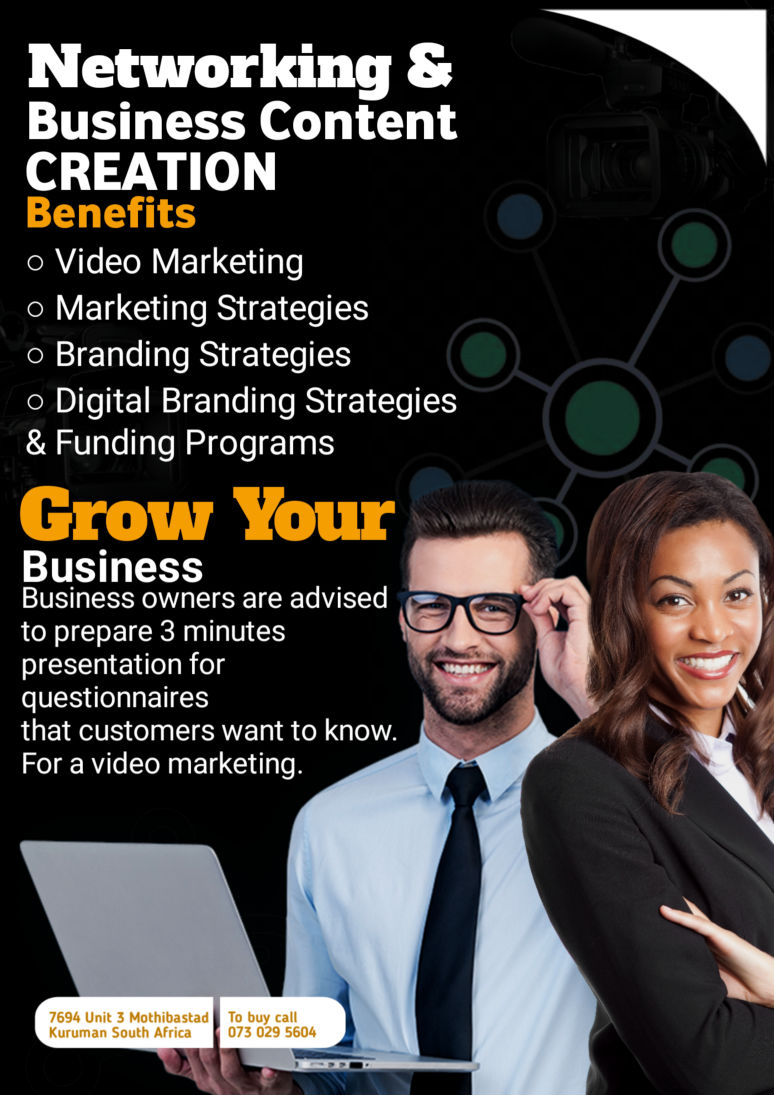 Networking &
Business Content
CREATION
Benefits
○ Video Marketing
○ Marketing Strategies
○ Branding Strategies
○ Digital Branding Strategies
& Funding Programs
Grow Your
Business
Business owners are advised
to prepare 3 minutes
presentation for
questionnaires
that customers want to know.
For a video marketing.
7694 Unit 3 Mothibastad
Kuruman South Africa
To buy call
073 029 5604